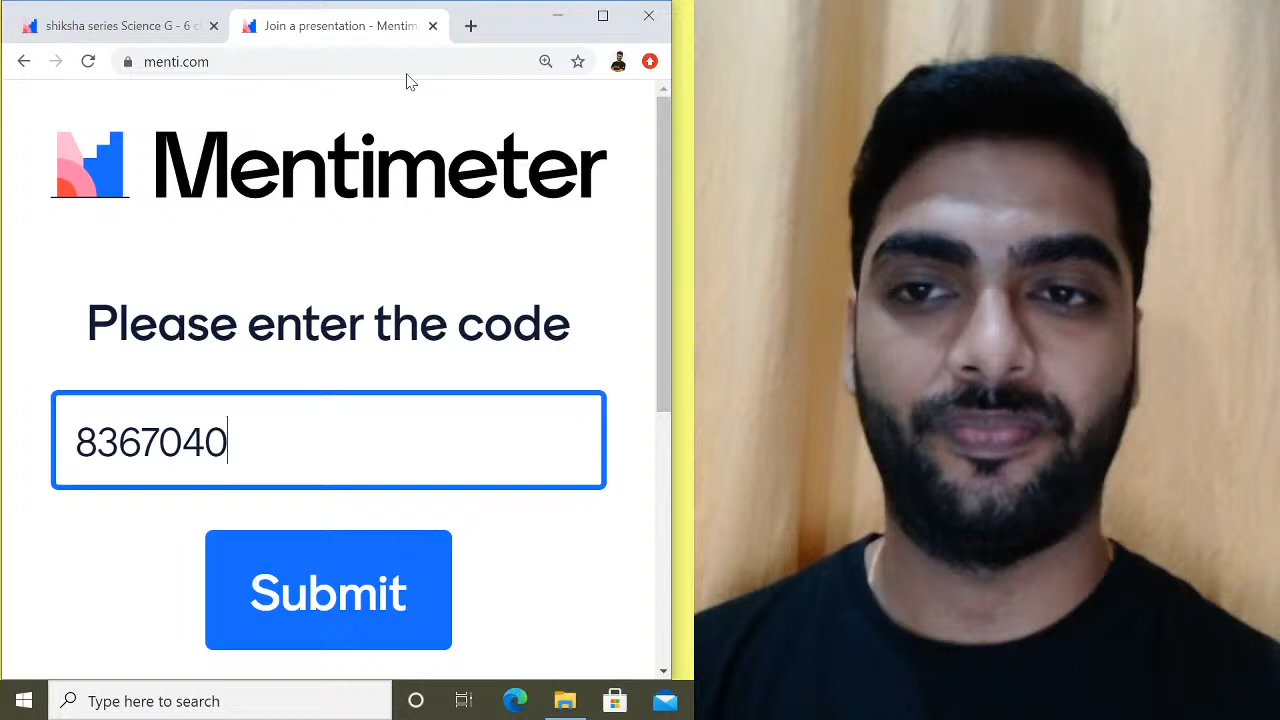 shiksha series Science G - 6 c
Join a presentation - Mentim
menti.com
Mentimeter
Please enter the code
8367040
Submit
Type here to search